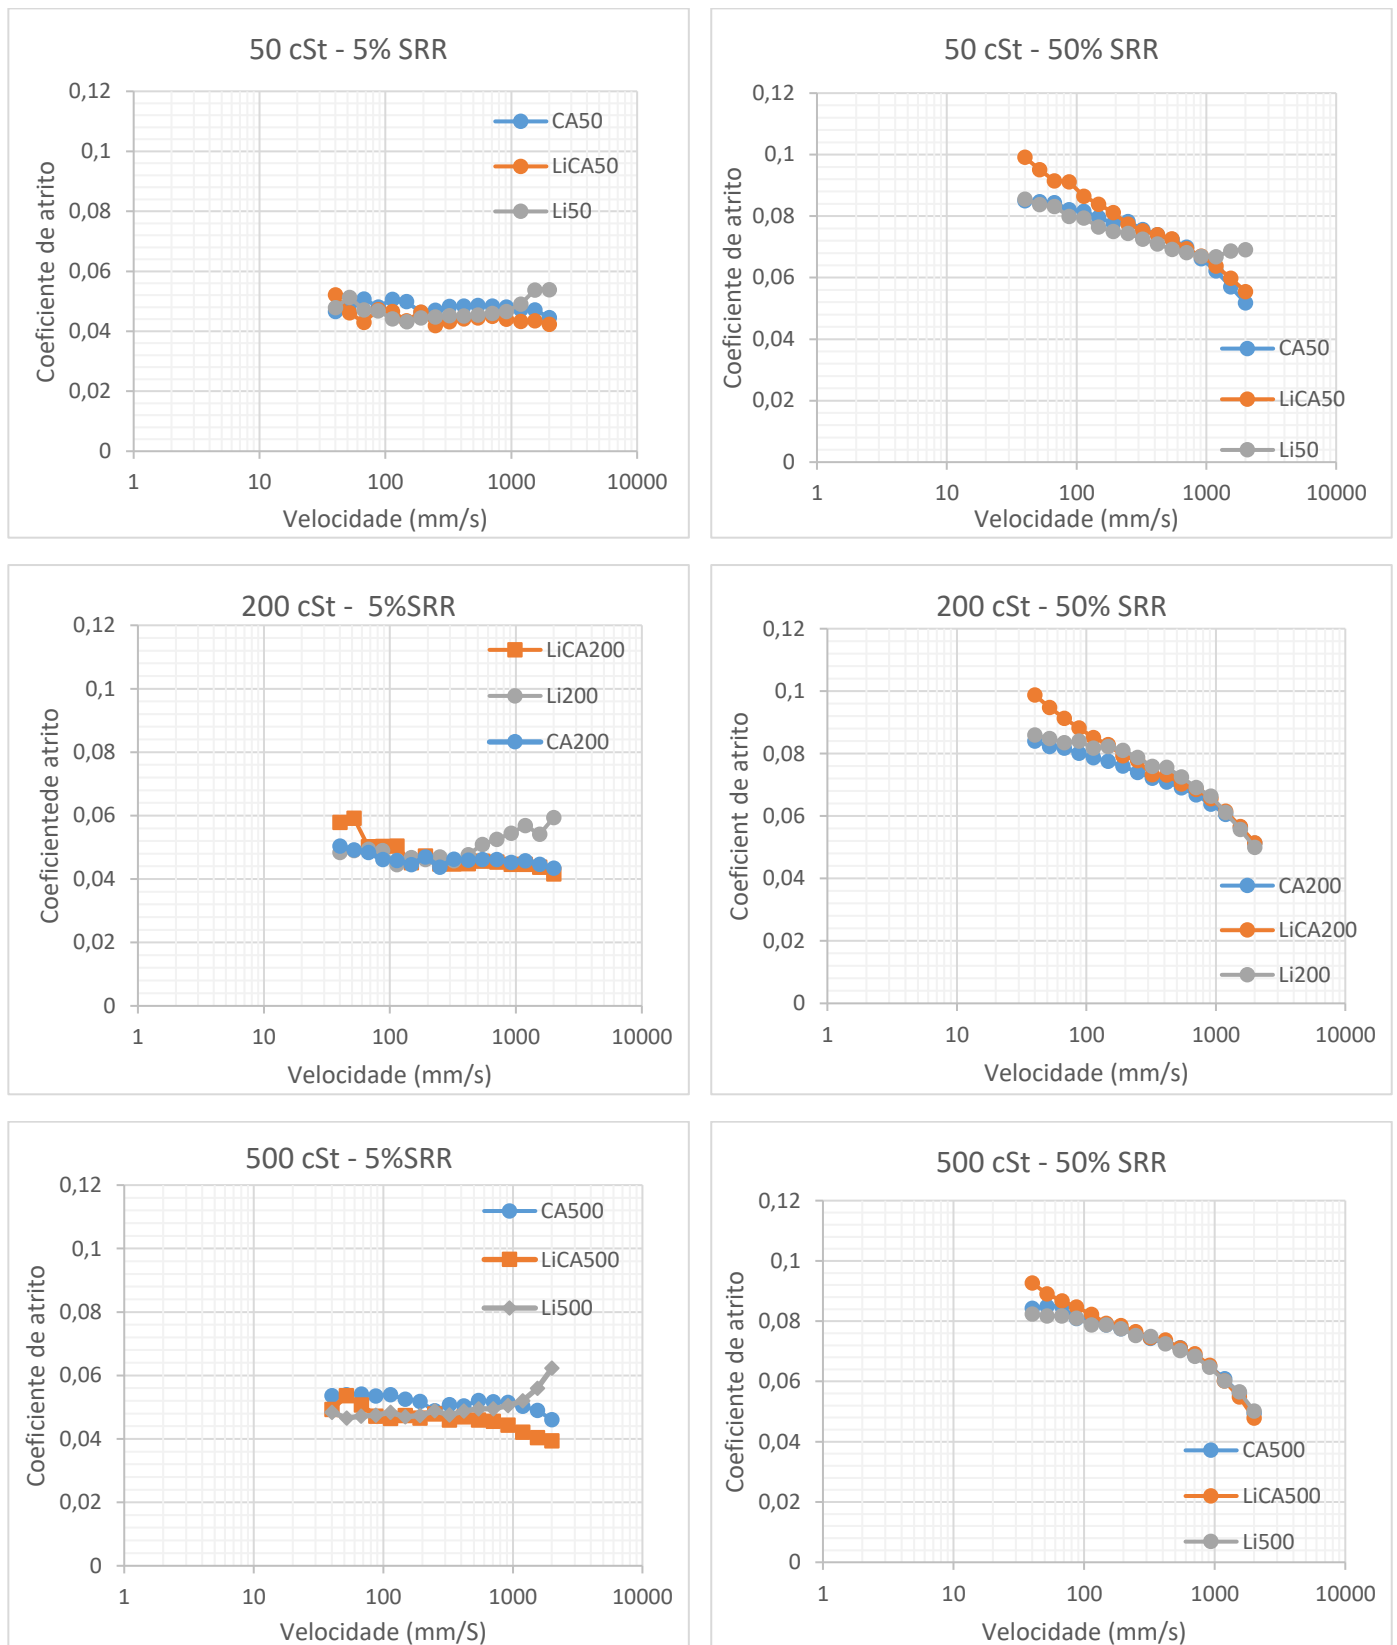 50 cSt - 5% SRR
0,12
0,1
0,08
0,06
0,04
0,02
0
1
10
100
1000
10000
Coeficiente de atrito
Velocidade (mm/s)
CA50
LiCA50
Li50
50 cSt - 50% SRR
0,12
0,1
0,08
0,06
0,04
0,02
0
1
10
100
1000
10000
Coeficiente de atrito
Velocidade (mm/s)
CA50
LiCA50
Li50
200 cSt - 5%SRR
0,12
0,1
0,08
0,06
0,04
0,02
0
1
10
100
1000
10000
Coeficientede atrito
Velocidade (mm/s)
LiCA200
Li200
CA200
200 cSt - 50% SRR
0,12
0,1
0,08
0,06
0,04
0,02
0
1
10
100
1000
10000
Coeficient de atrito
Velocidade (mm/s)
CA200
LiCA200
Li200
500 cSt - 5%SRR
0,12
0,1
0,08
0,06
0,04
0,02
0
1
10
100
1000
10000
Coeficiente de atrito
Velocidade (mm/S)
CA500
LiCA500
Li500
500 cSt - 50% SRR
0,12
0,1
0,08
0,06
0,04
0,02
0
1
10
100
1000
10000
Coeficiente de atrito
Velocidade (mm/s)
CA500
LiCA500
Li500